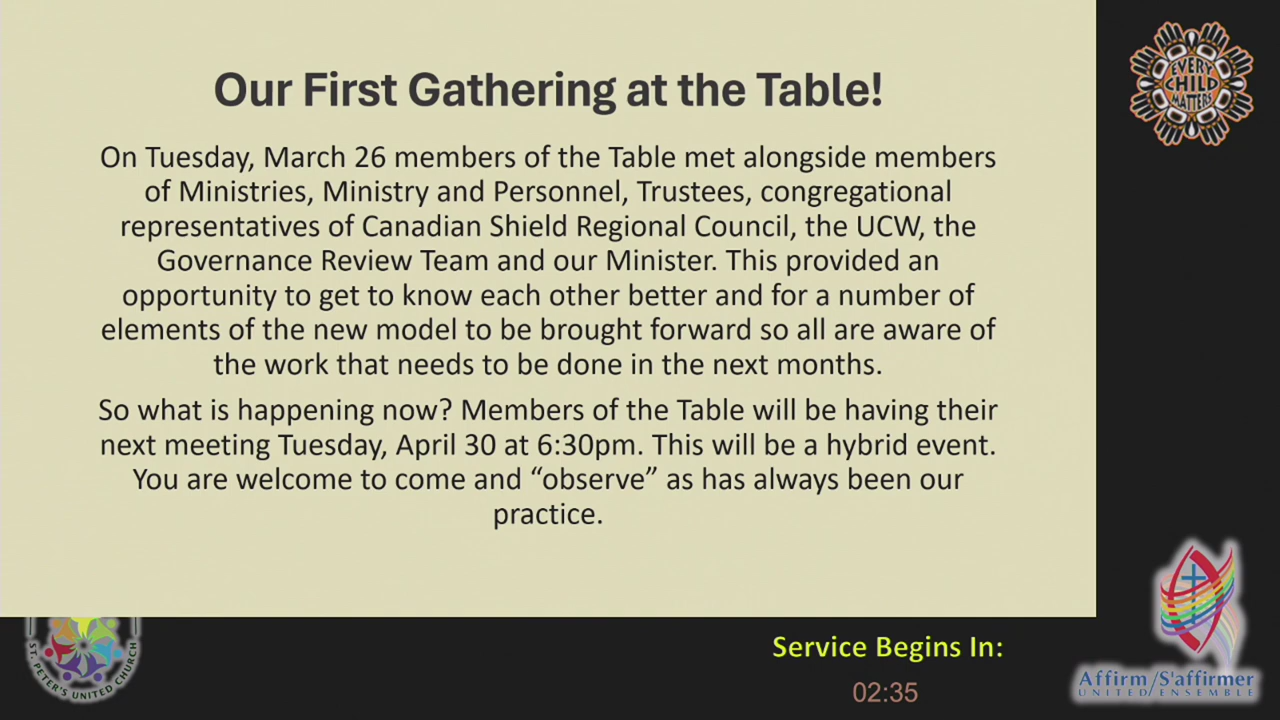 Our First Gathering at the Table!
On Tuesday, March 26 members of the Table met alongside members
of Ministries, Ministry and Personnel, Trustees, congregational
representatives of Canadian Shield Regional Council, the UCW, the
Governance Review Team and our Minister. This provided an
opportunity to get to know each other better and for a number of
elements of the new model to be brought forward so all are aware of
the work that needs to be done in the next months.
So what is happening now? Members of the Table will be having their
next meeting Tuesday, April 30 at 6:30pm. This will be a hybrid event.
You are welcome to come and “observe” as has always been our
practice.
EVERY
CHILD
MATTERS
ST. PETER'S UNITED CHURCH
Service Begins In:
02:35
Affirm/S'affirmer
UNITED/ENSEMBLE